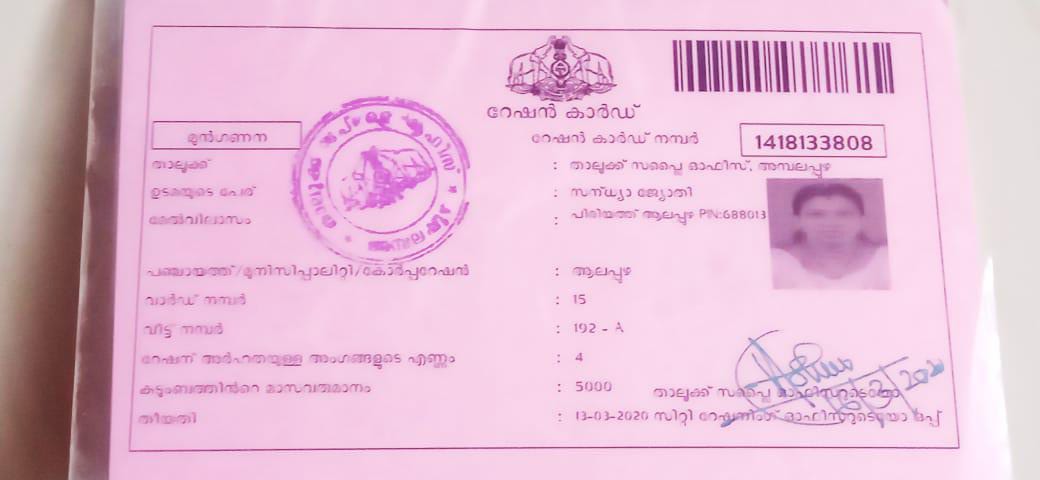 റേഷൻ കാർഡ്
മുൻഗണന
റേഷൻ കാർഡ് നമ്പർ 1418133808
താലൂക്ക് : താലൂക്ക് സപ്ലൈ ഓഫിസ്, അമ്പലപ്പുഴ
ഉടമയുടെ പേര് : സന്ധ്യാ ജ്യോതി
മേൽവിലാസം : പിരിയത്ത് ആലപ്പുഴ PIN:688013
പഞ്ചായത്ത്/മുനിസിപ്പാലിറ്റി/കോർപ്പറേഷൻ : ആലപ്പുഴ
വാർഡ് നമ്പർ : 15
വീട്ട് നമ്പർ : 192 - A
റേഷന് അർഹതയുള്ള അംഗങ്ങളുടെ എണ്ണം : 4
കുടുംബത്തിൻറെ മാസവരുമാനം : 5000
താലൂക്ക് സപ്ലൈ ഓഫിസറുടെയോ
തീയതി : 13-03-2020 സിറ്റി റേഷനിംഗ് ഓഫിസറുടെയോ ഒപ്പ്